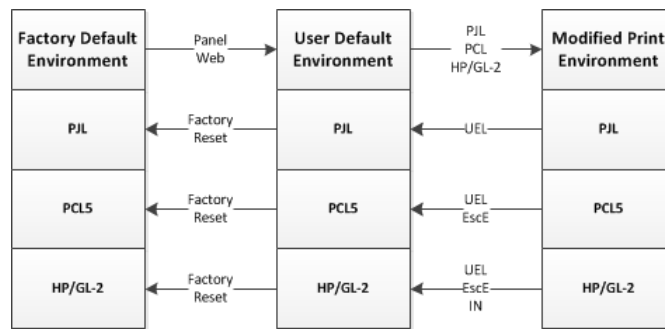 Factory Default
Environment
Panel
Web
User Default
Environment
PJL
PCL
HP/GL-2
Modified Print
Environment
PJL
Factory
Reset
PJL
UEL
PJL
PCL5
Factory
Reset
PCL5
UEL
EscE
PCL5
HP/GL-2
Factory
Reset
HP/GL-2
UEL
EscE
IN
HP/GL-2